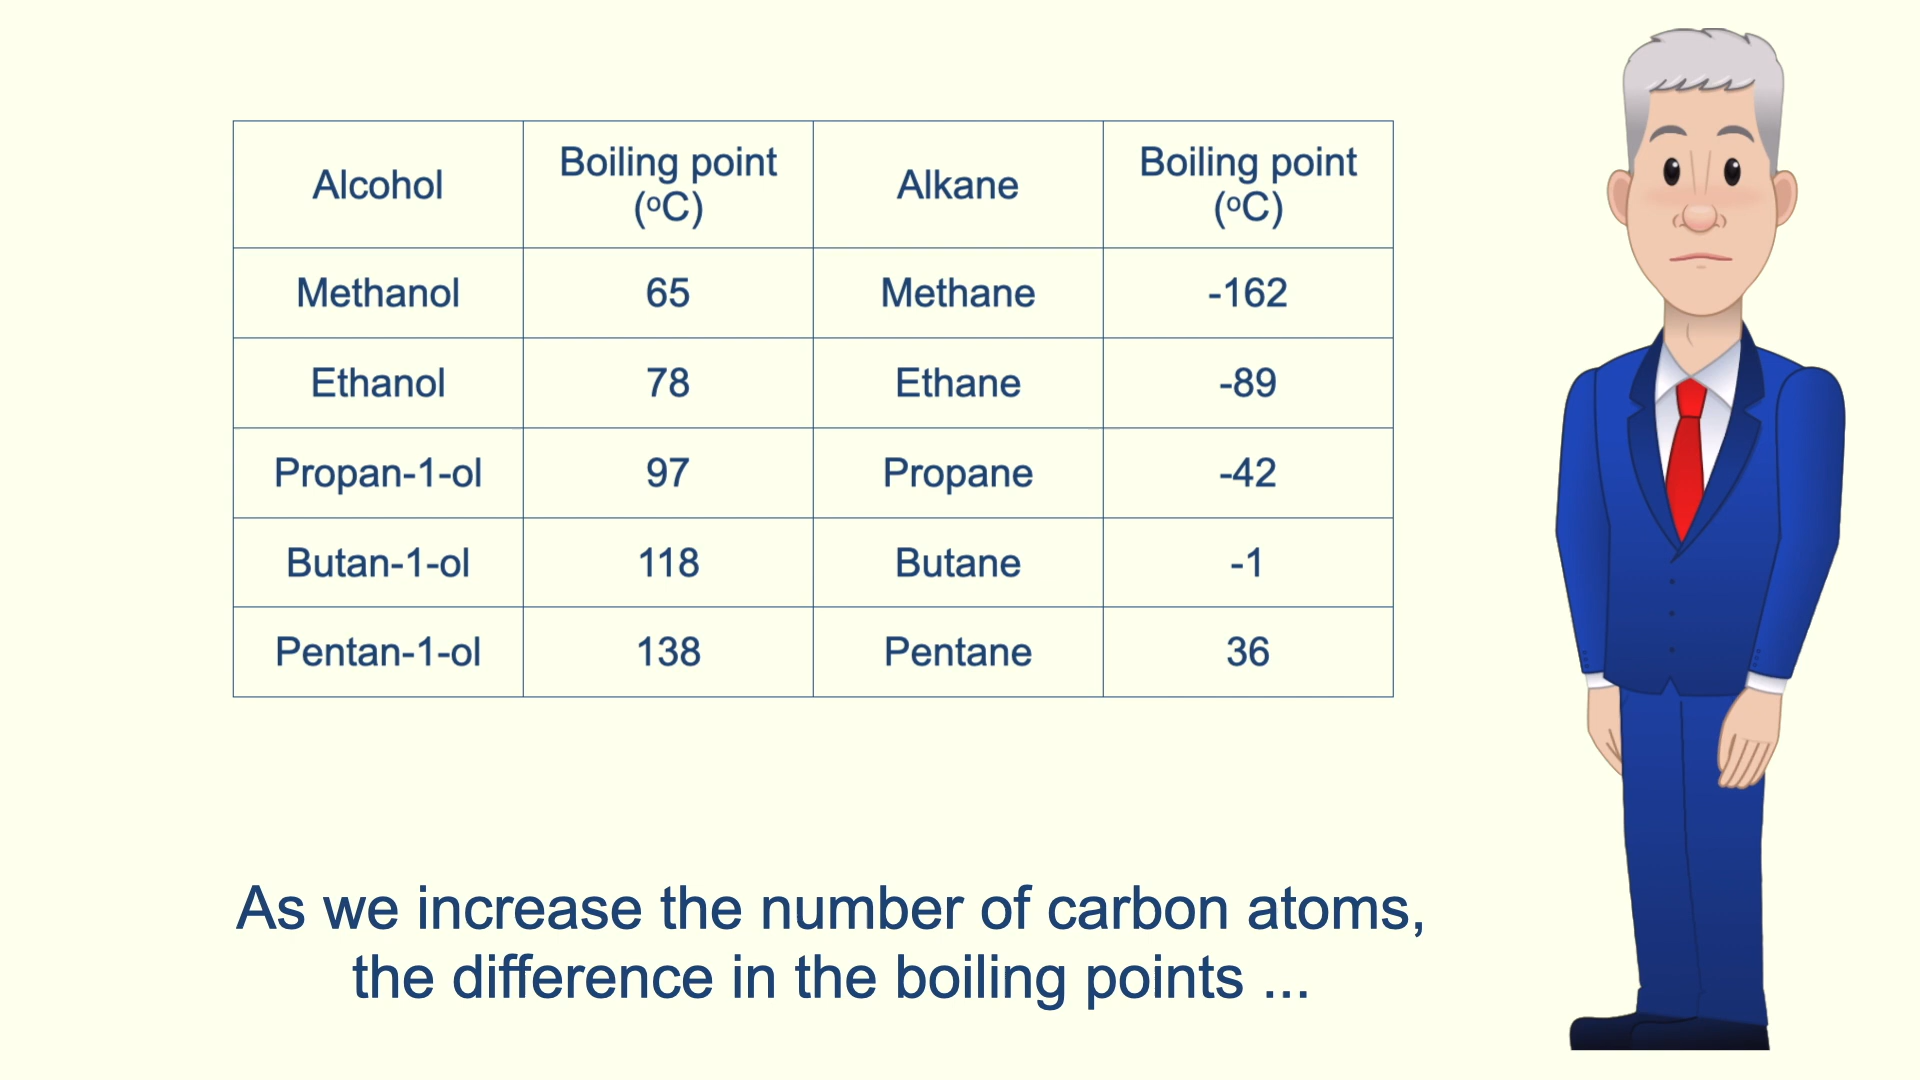 Alcohol Boiling point (ºC) Alkane Boiling point (ºC)
Methanol 65 Methane -162
Ethanol 78 Ethane -89
Propan-1-ol 97 Propane -42
Butan-1-ol 118 Butane -1
Pentan-1-ol 138 Pentane 36
As we increase the number of carbon atoms,
the difference in the boiling points ...